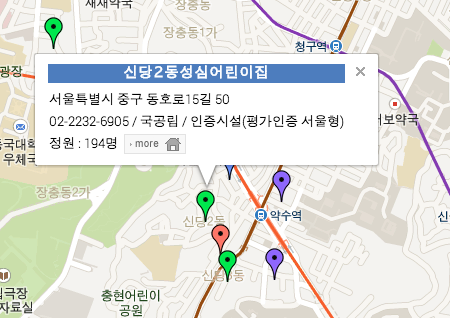 재재약국
장충동2가
청구역
광장
신당2동성심어린이집
서울특별시 중구 동호로15길 50
02-2232-6905 / 국공립 / 인증시설(평가인증 서울형)
정원 : 194명 › more
보약국
동국대학
우체국
장충동2가
신당2동
약수역
신
신당동
극장
자료실
충현어린이
공원